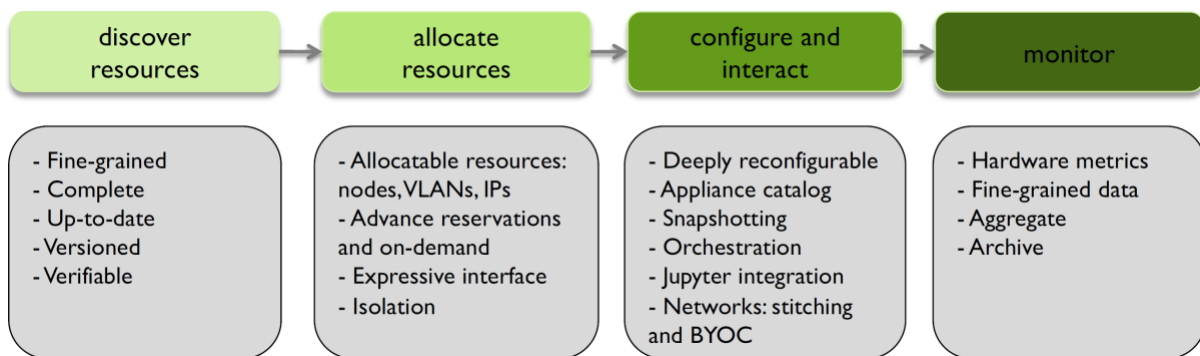 discover
resources
allocate
resources
configure and
interact
monitor
- Fine-grained
- Complete
- Up-to-date
- Versioned
- Verifiable
- Allocatable resources:
nodes, VLANs, IPs
- Advance reservations
and on-demand
- Expressive interface
- Isolation
- Deeply reconfigurable
- Appliance catalog
- Snapshotting
- Orchestration
- Jupyter integration
- Networks: stitching
and BYOC
- Hardware metrics
- Fine-grained data
- Aggregate
- Archive